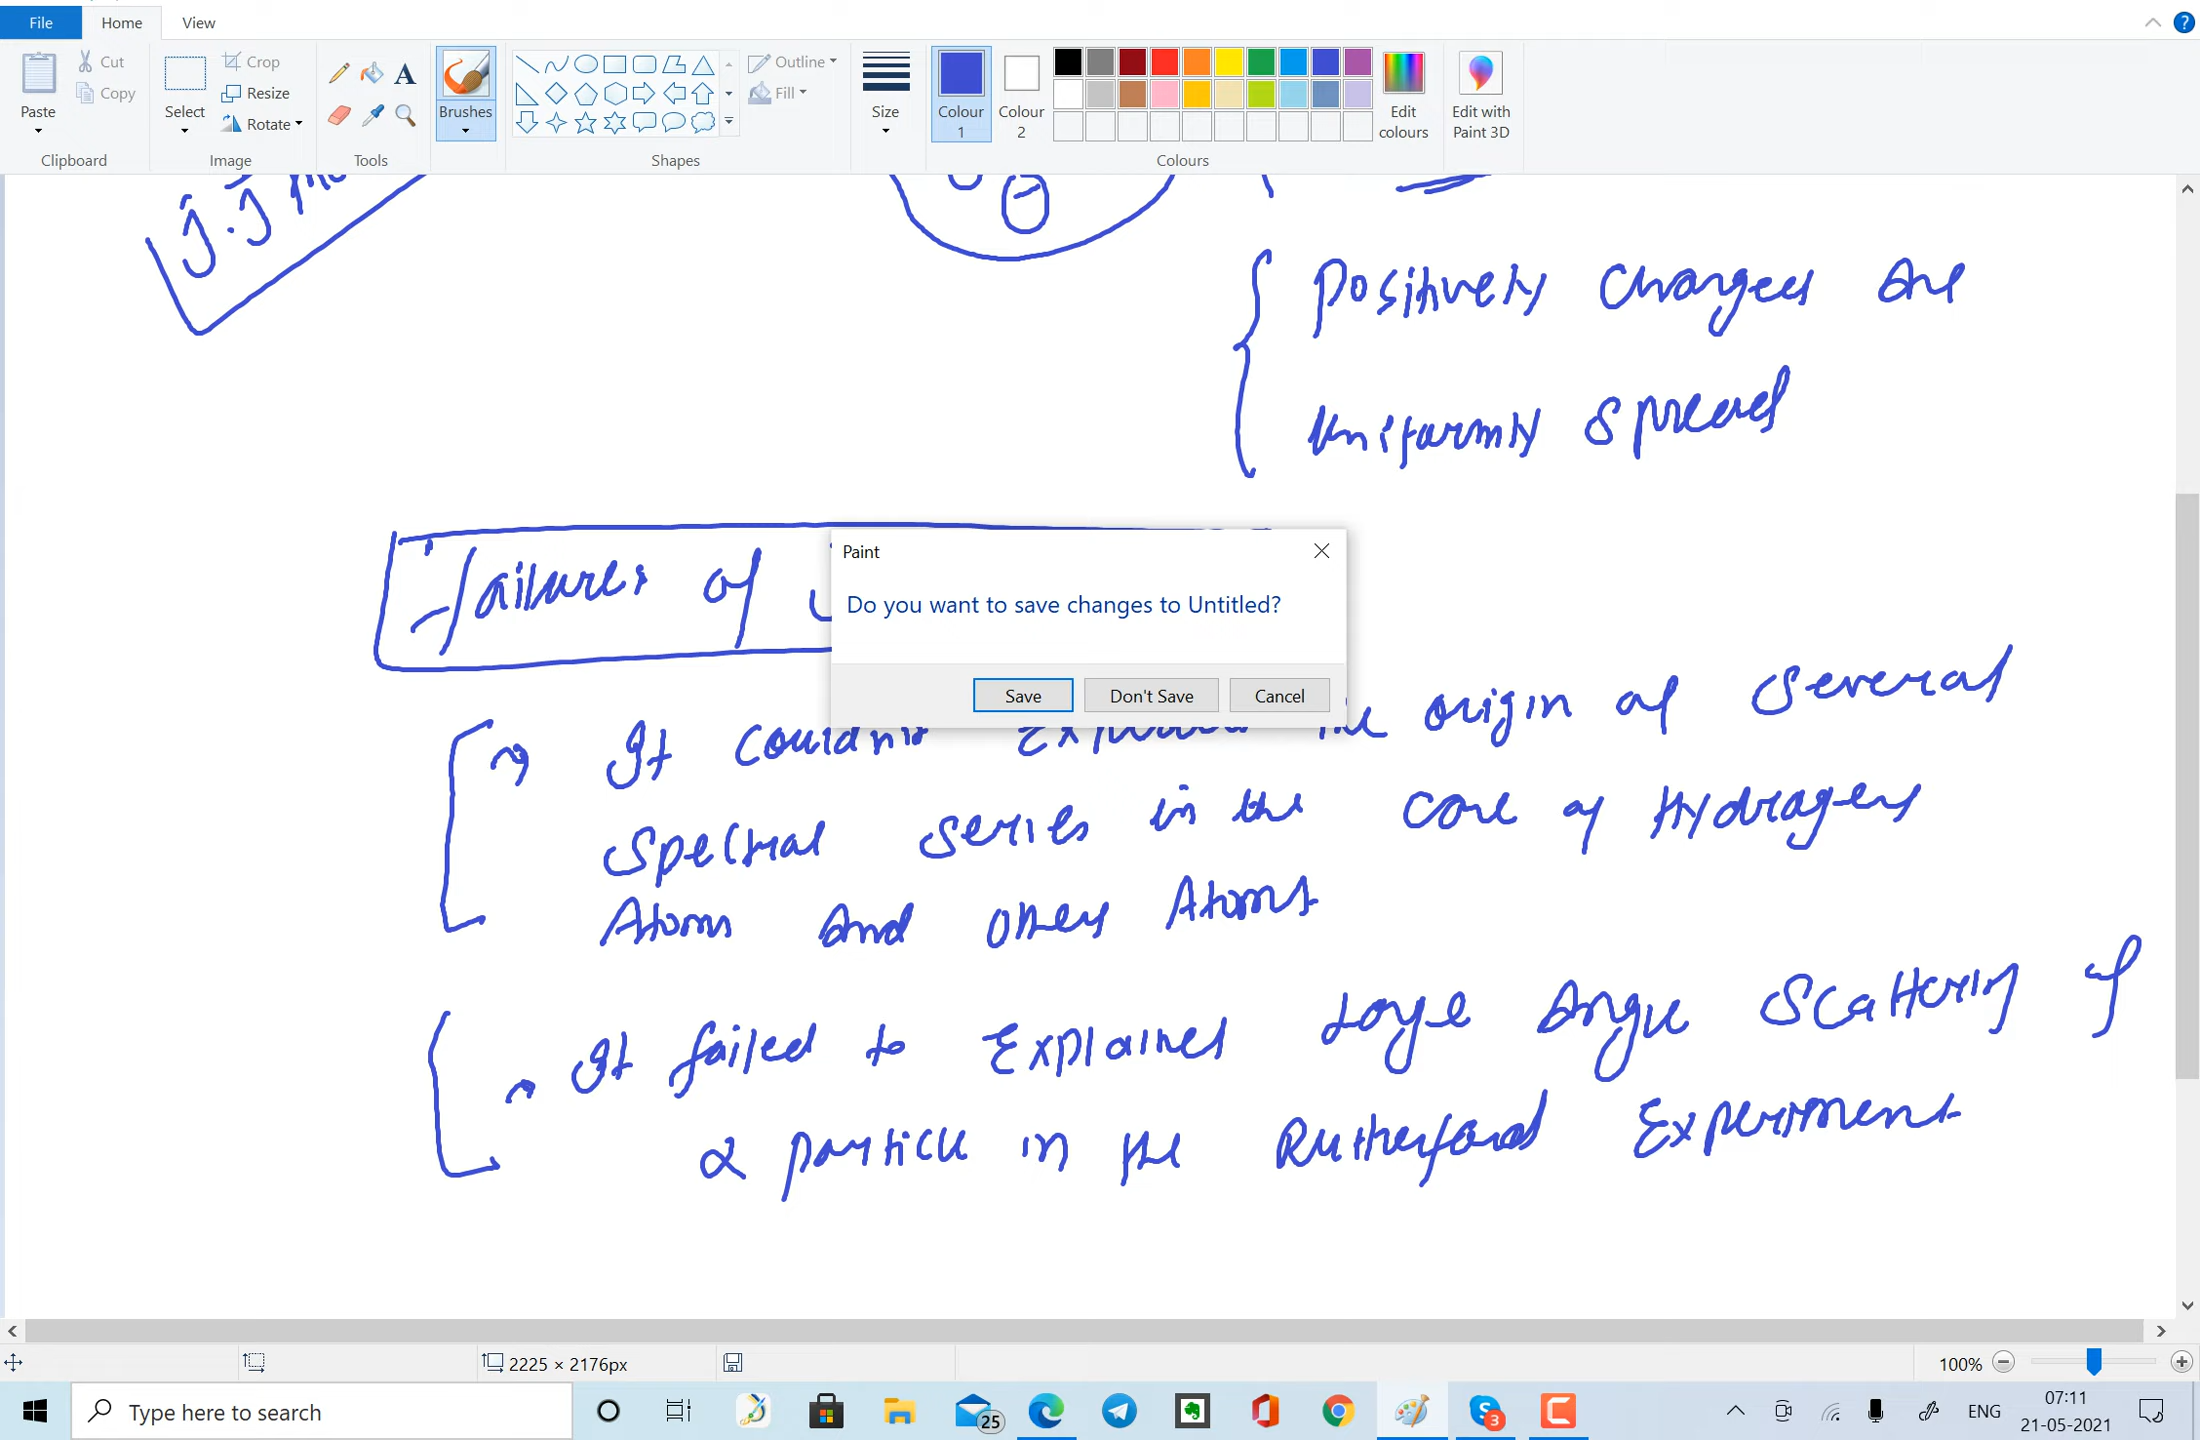 File Home View
Paste Cut Copy Select Crop Resize Rotate Brushes Outline Fill Size Colour 1 Colour 2 Edit colours Edit with Paint 3D
Clipboard Image Tools Shapes Colours
J.J
Positively Charges are
Uniformly Spread
Failures of
Paint
Do you want to save changes to Untitled?
Save Don't Save Cancel
It couldn't the origin of several
Spectral series in the of Hydrogen
Atom and other Atoms
It failed to Explained Large Angle Scattering of
α particle in the Rutherford Experiment
2225 × 2176px 100%
Type here to search 25 3 ENG 07:11
21-05-2021